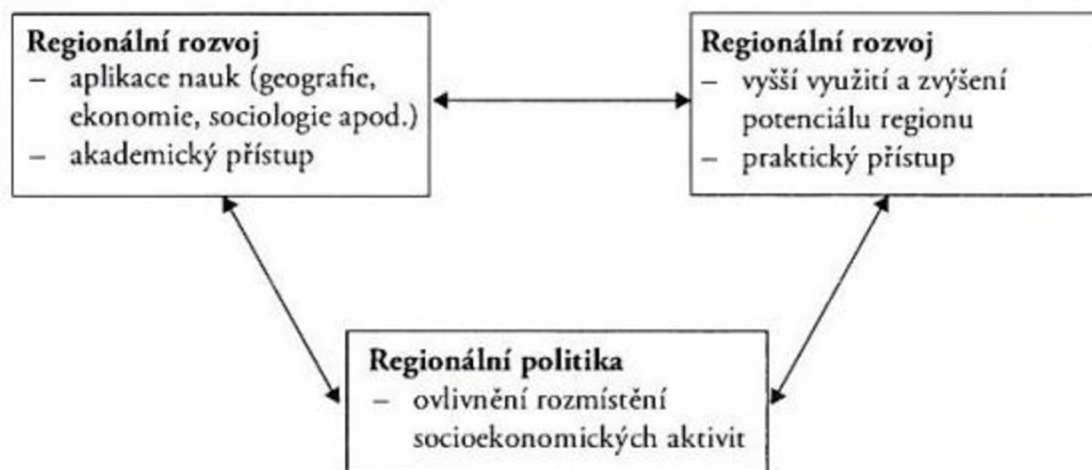 Regionální rozvoj
– aplikace nauk (geografie,
ekonomie, sociologie apod.)
– akademický přístup
Regionální rozvoj
– vyšší využití a zvýšení
potenciálu regionu
– praktický přístup
Regionální politika
– ovlivnění rozmístění
socioekonomických aktivit